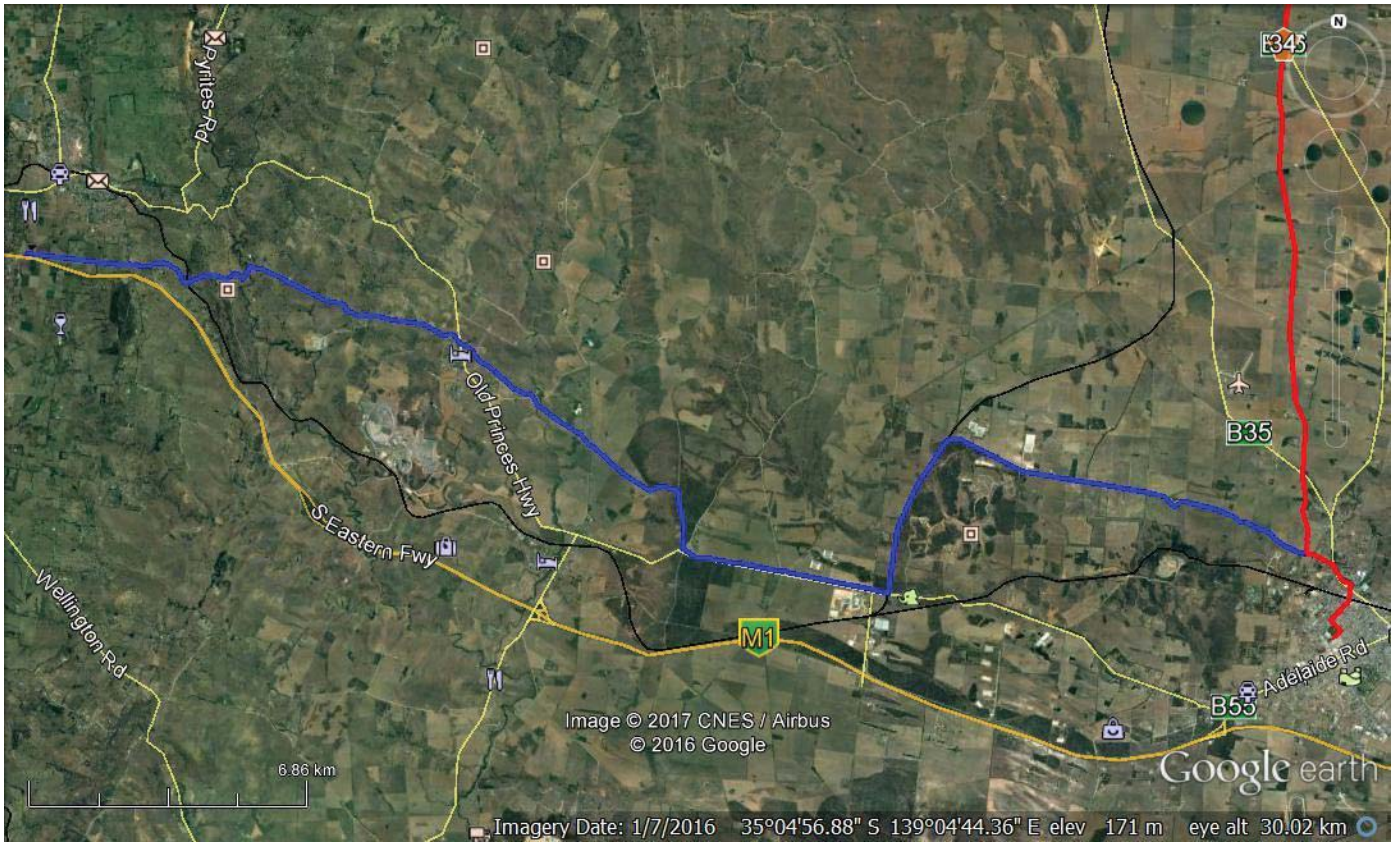 N
Pyrites Rd
B35
Old Princes Hwy
S Eastern Fwy
Wellington Rd
M1
Adelaide Rd
B55
Image © 2017 CNES / Airbus
© 2016 Google
6.86 km
Google earth
Imagery Date: 1/7/2016 35°04'56.88" S 139°04'44.36" E elev 171 m eye alt 30.02 km